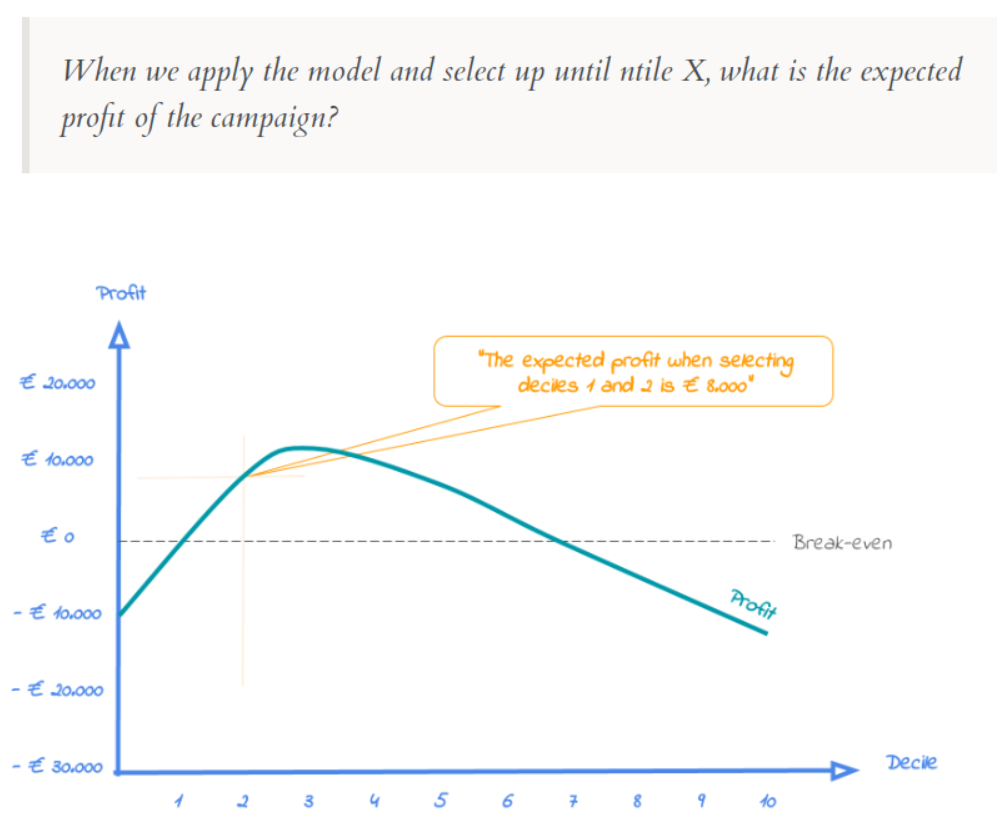 When we apply the model and select up until ntile X, what is the expected
profit of the campaign?
Profit
€ 20.000
"The expected profit when selecting
deciles 1 and 2 is € 8.000"
€ 10.000
€ 0
Break-even
- € 10.000
Profit
- € 20.000
- € 30.000
Decile
1 2 3 4 5 6 7 8 9 10